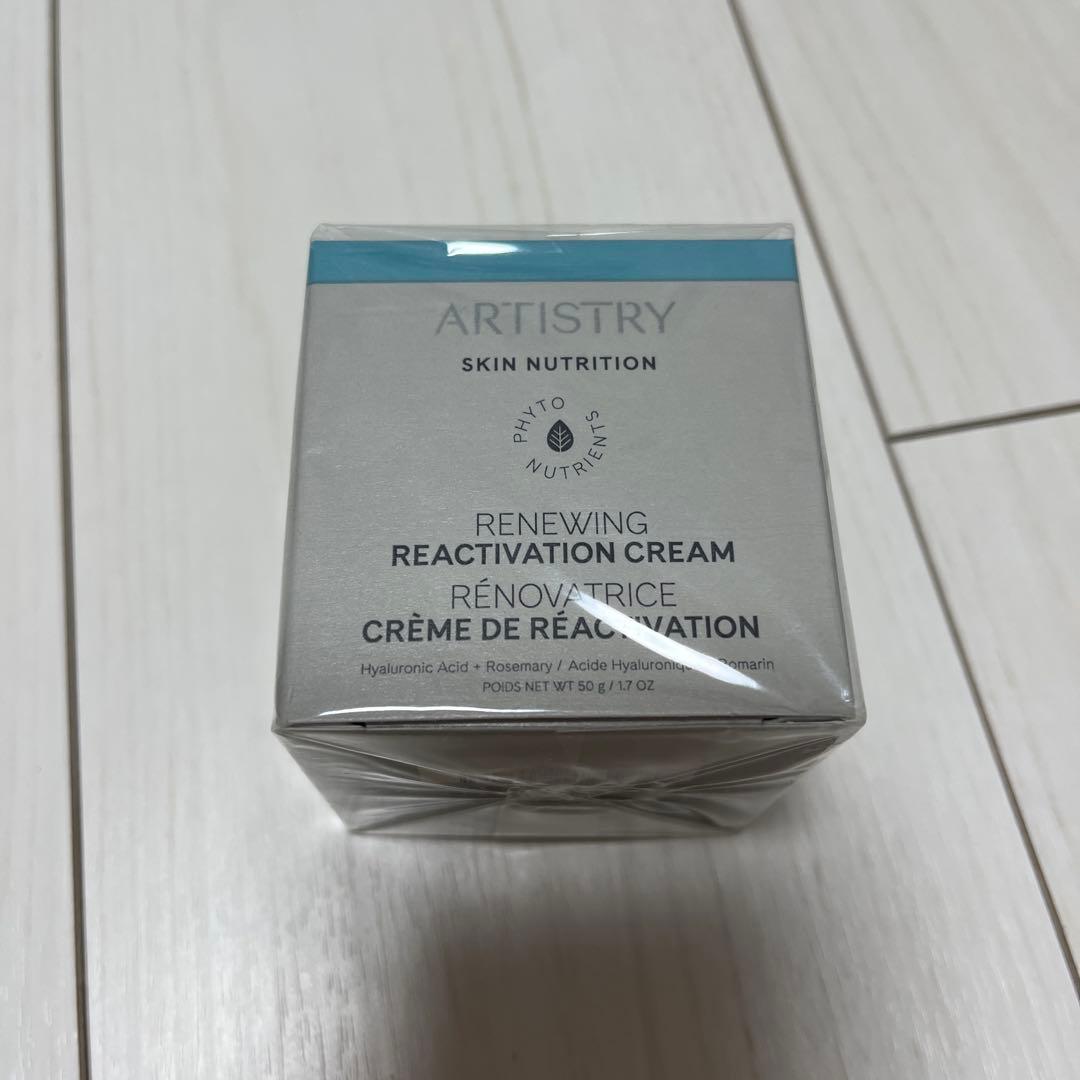 ARTISTRY
SKIN NUTRITION
PHYTO
NUTRIENTS
RENEWING
REACTIVATION CREAM
RÉNOVATRICE
CRÈME DE RÉACTIVATION
Hyaluronic Acid + Rosemary / Acide Hyaluronique Romarin
POIDS NET WT 50 g / 1.7 OZ